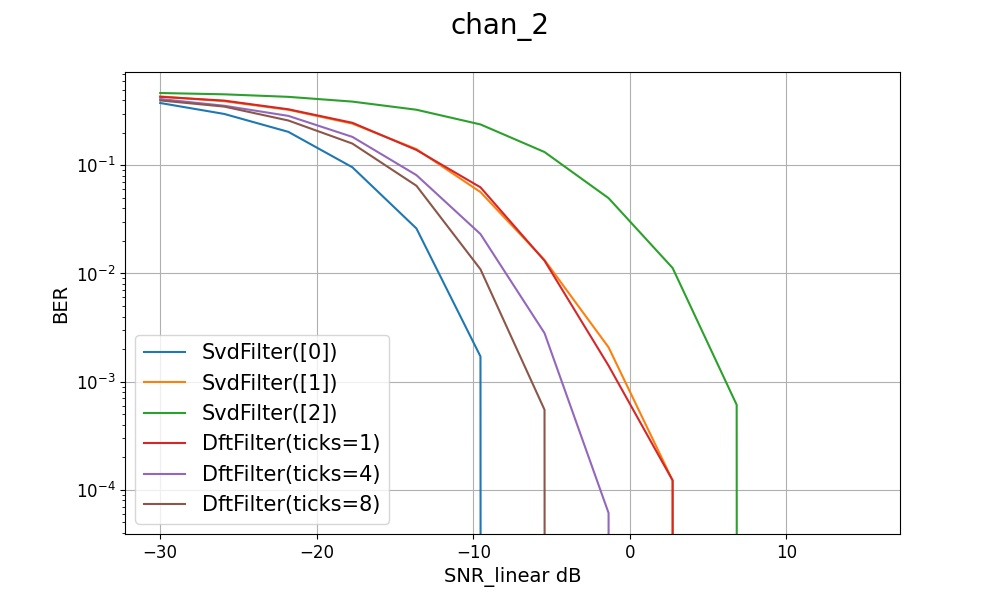 chan_2
BER
10⁻¹
10⁻²
10⁻³
10⁻⁴
SvdFilter([0])
SvdFilter([1])
SvdFilter([2])
DftFilter(ticks=1)
DftFilter(ticks=4)
DftFilter(ticks=8)
−30 −20 −10 0 10
SNR_linear dB